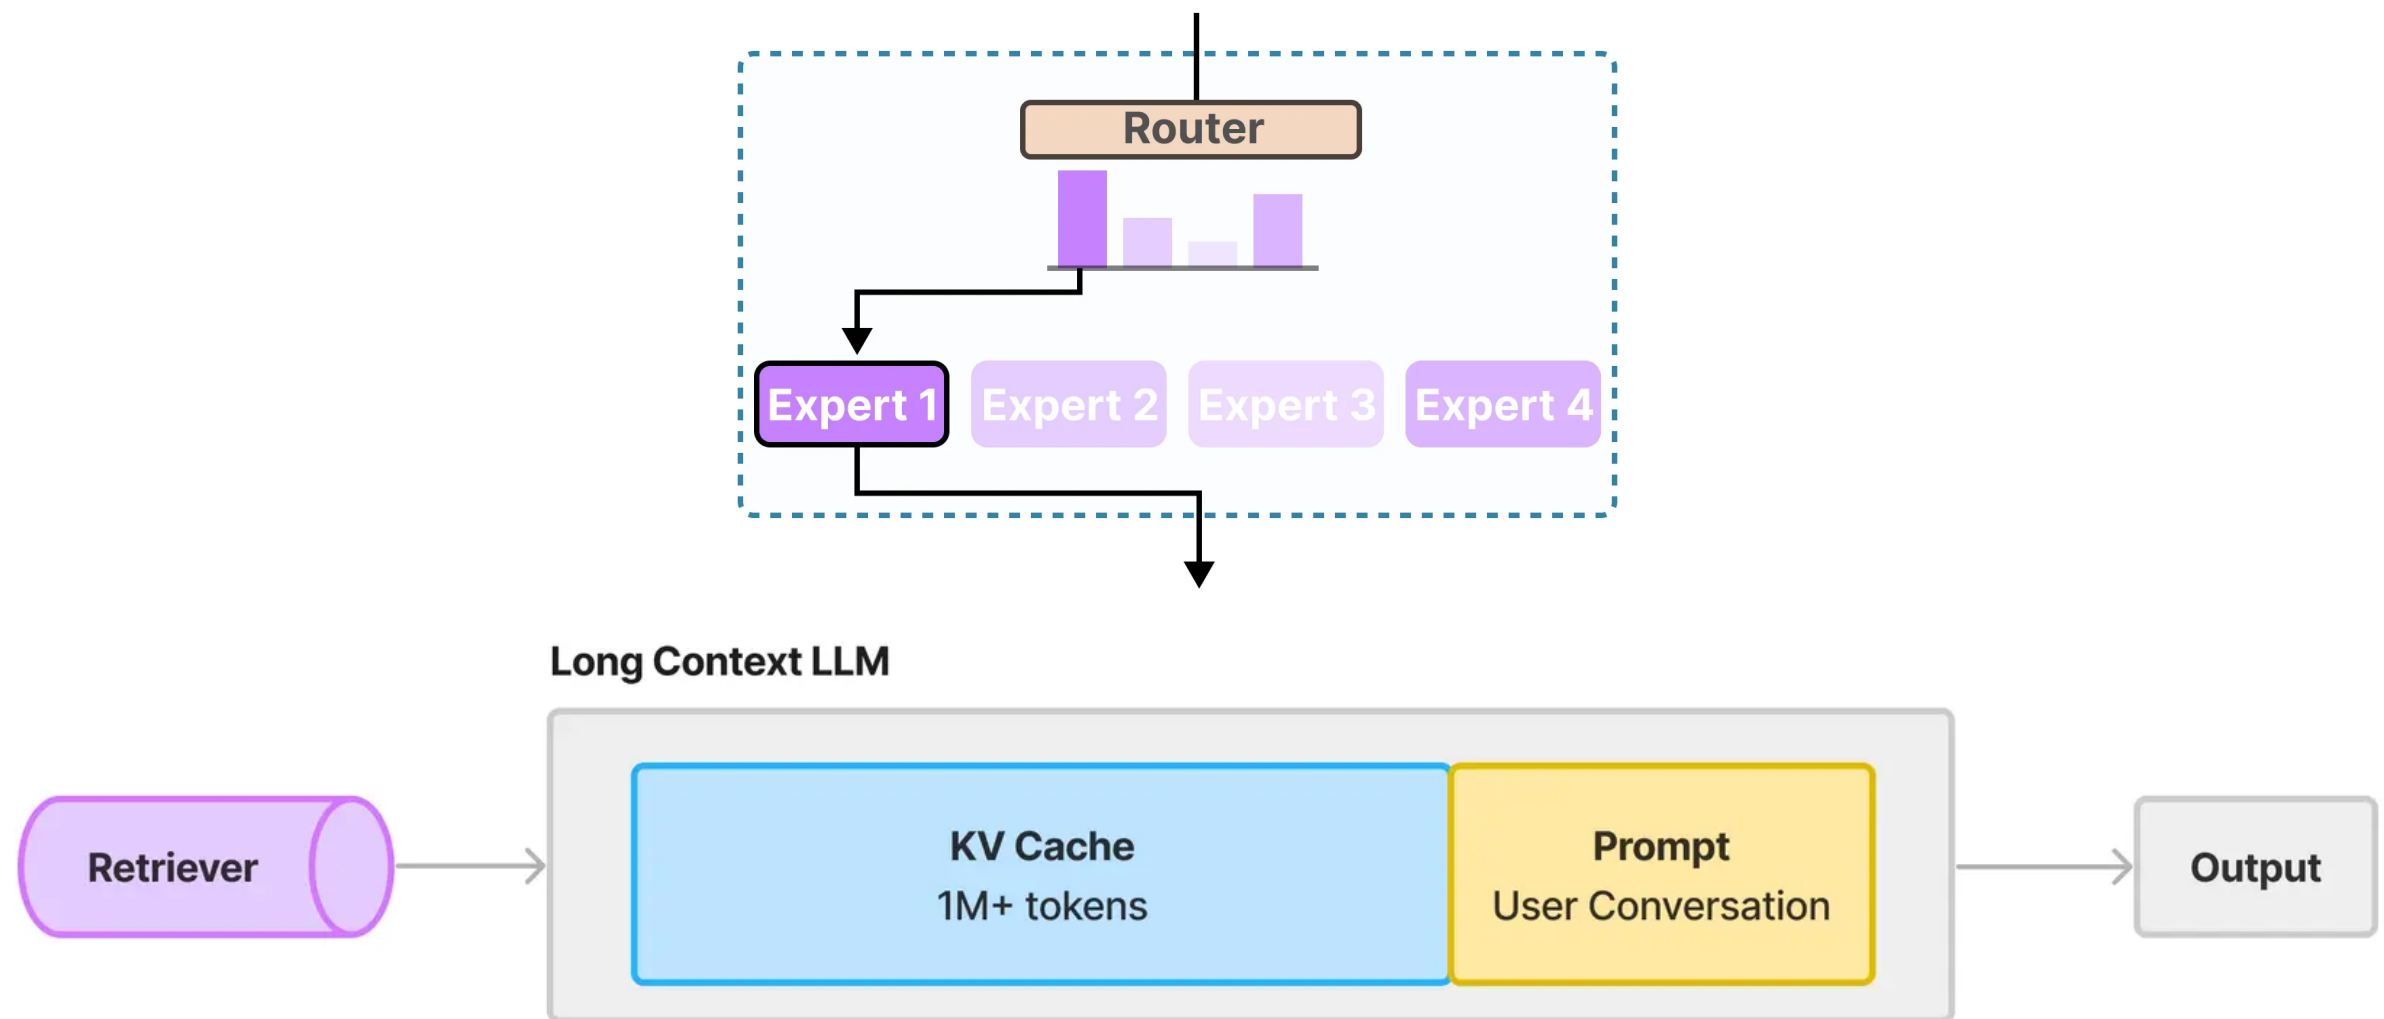 Router
Expert 1
Expert 2
Expert 3
Expert 4
Long Context LLM
Retriever
KV Cache
1M+ tokens
Prompt
User Conversation
Output